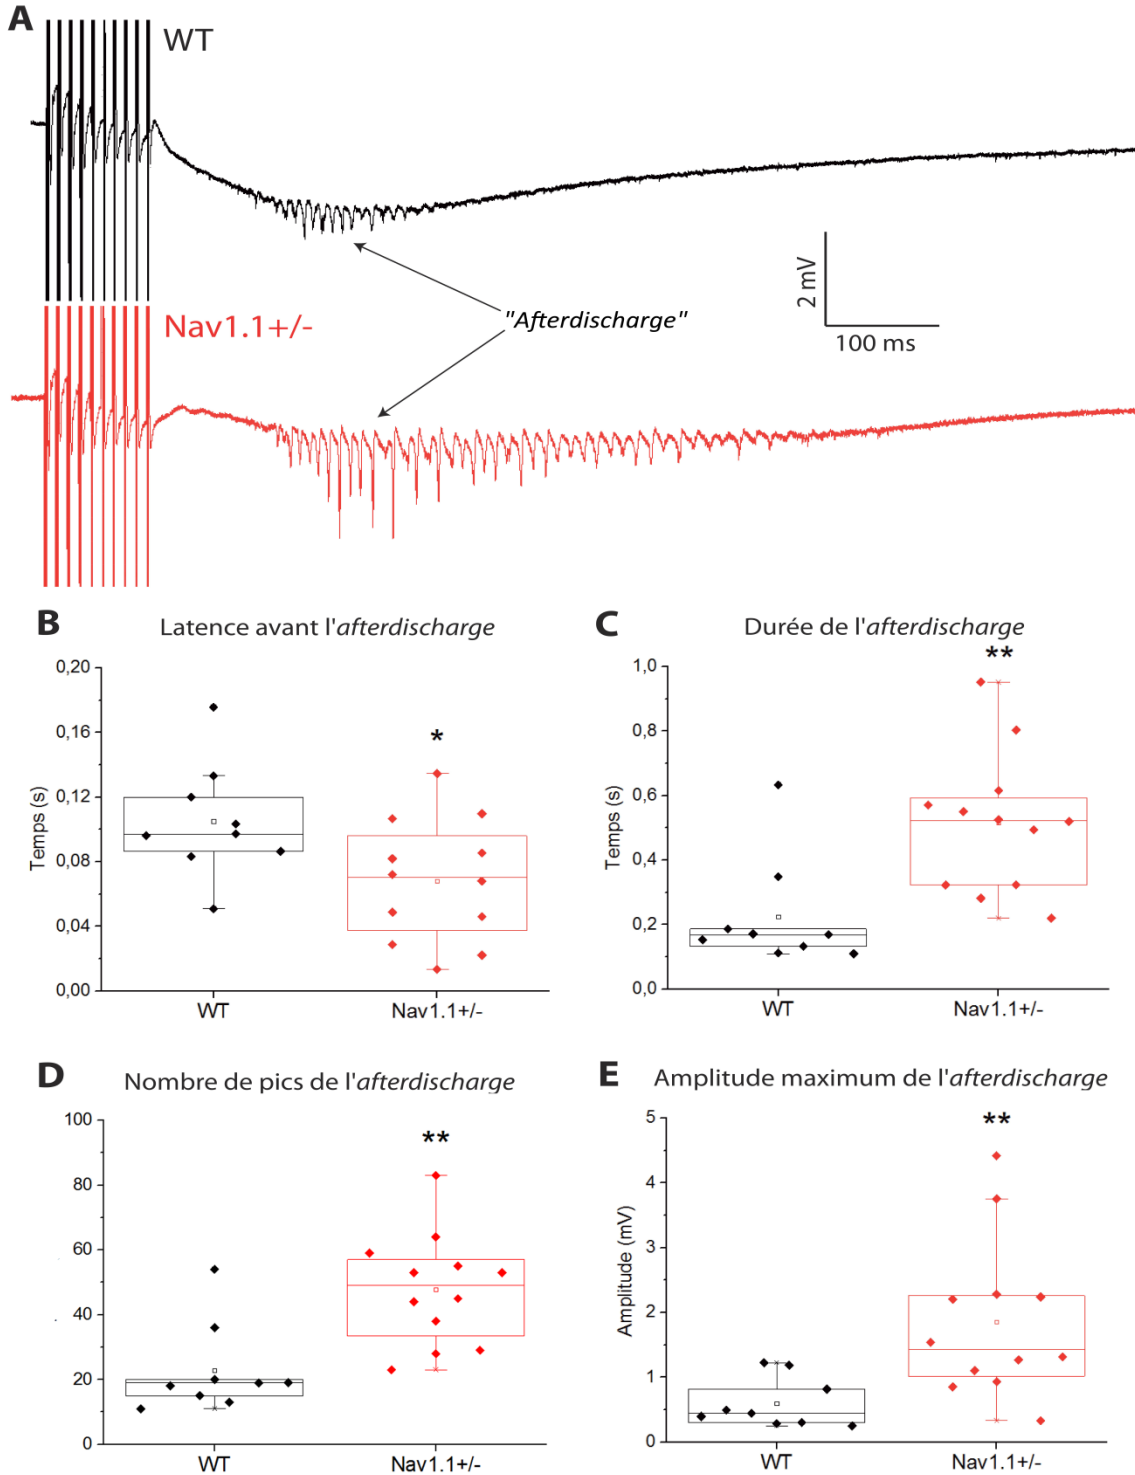 A
WT
Nav1.1+/-
"Afterdischarge"
2 mV
100 ms
B
Latence avant l'afterdischarge
0,20
0,16
0,12
0,08
0,04
0,00
Temps (s)
*
WT
Nav1.1+/-
C
Durée de l'afterdischarge
1,0
0,8
0,6
0,4
0,2
0,0
Temps (s)
**
WT
Nav1.1+/-
D
Nombre de pics de l'afterdischarge
100
80
60
40
20
0
**
WT
Nav1.1+/-
E
Amplitude maximum de l'afterdischarge
5
4
3
2
1
0
Amplitude (mV)
**
WT
Nav1.1+/-